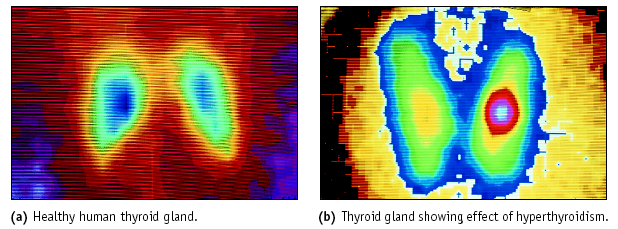 (a) Healthy human thyroid gland.
(b) Thyroid gland showing effect of hyperthyroidism.